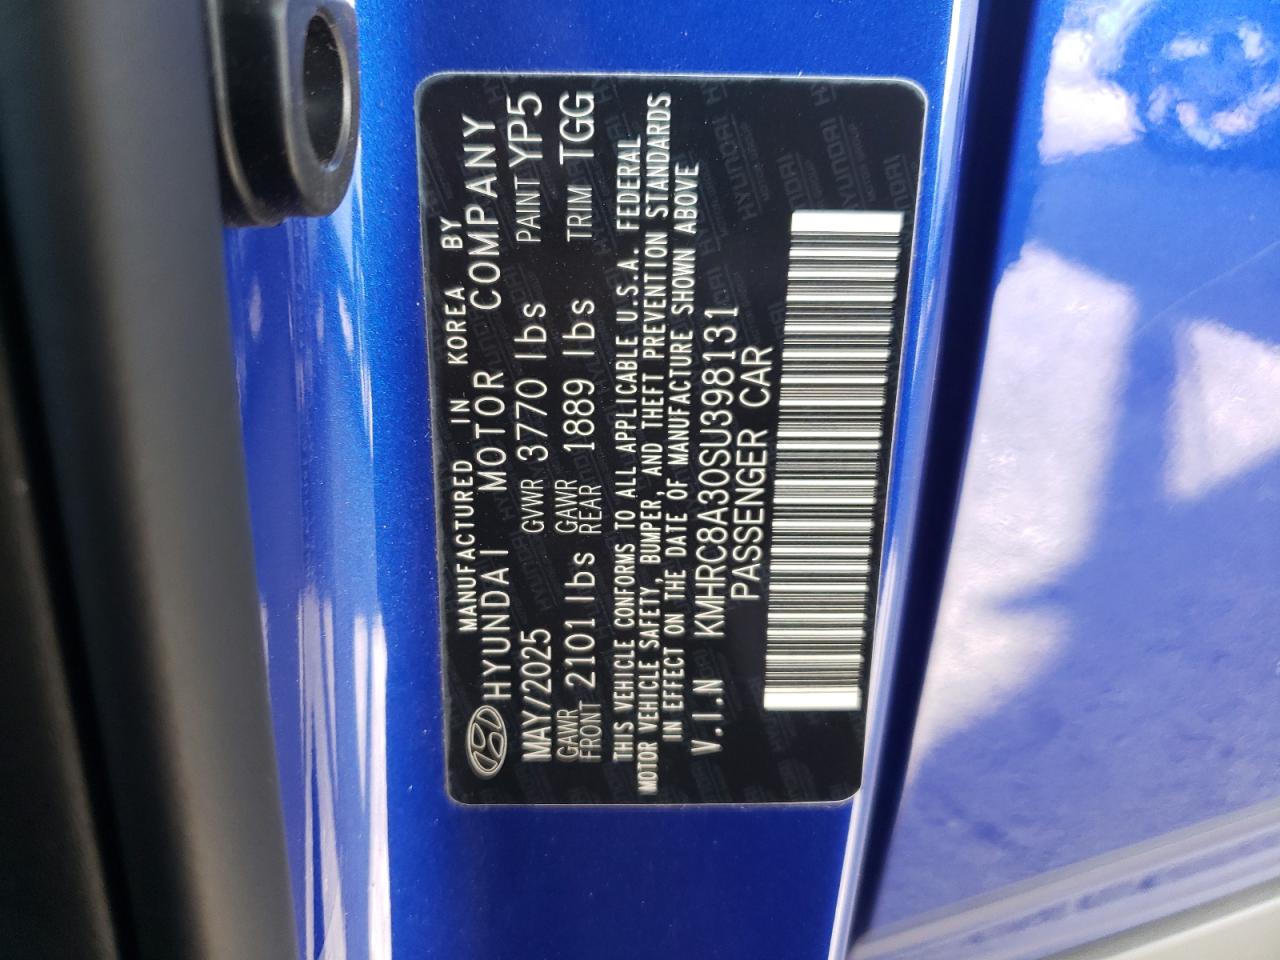 MANUFACTURED IN KOREA BY
HYUNDAI MOTOR COMPANY
MAY/2025 GVWR 3770 lbs PAINT YP5
GAWR FRONT 2101 lbs GAWR REAR 1889 lbs TRIM TGG
THIS VEHICLE CONFORMS TO ALL APPLICABLE U.S.A. FEDERAL
MOTOR VEHICLE SAFETY, BUMPER, AND THEFT PREVENTION STANDARDS
IN EFFECT ON THE DATE OF MANUFACTURE SHOWN ABOVE
V.I.N KMHRC8A30SU398131
PASSENGER CAR